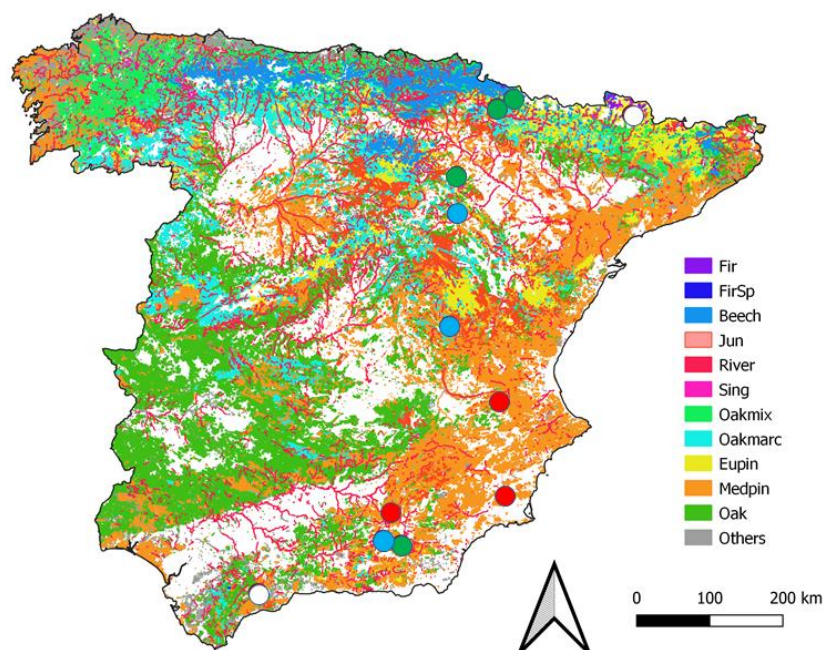 Fir
FirSp
Beech
Jun
River
Sing
Oakmix
Oakmarc
Eupin
Medpin
Oak
Others
0 100 200 km